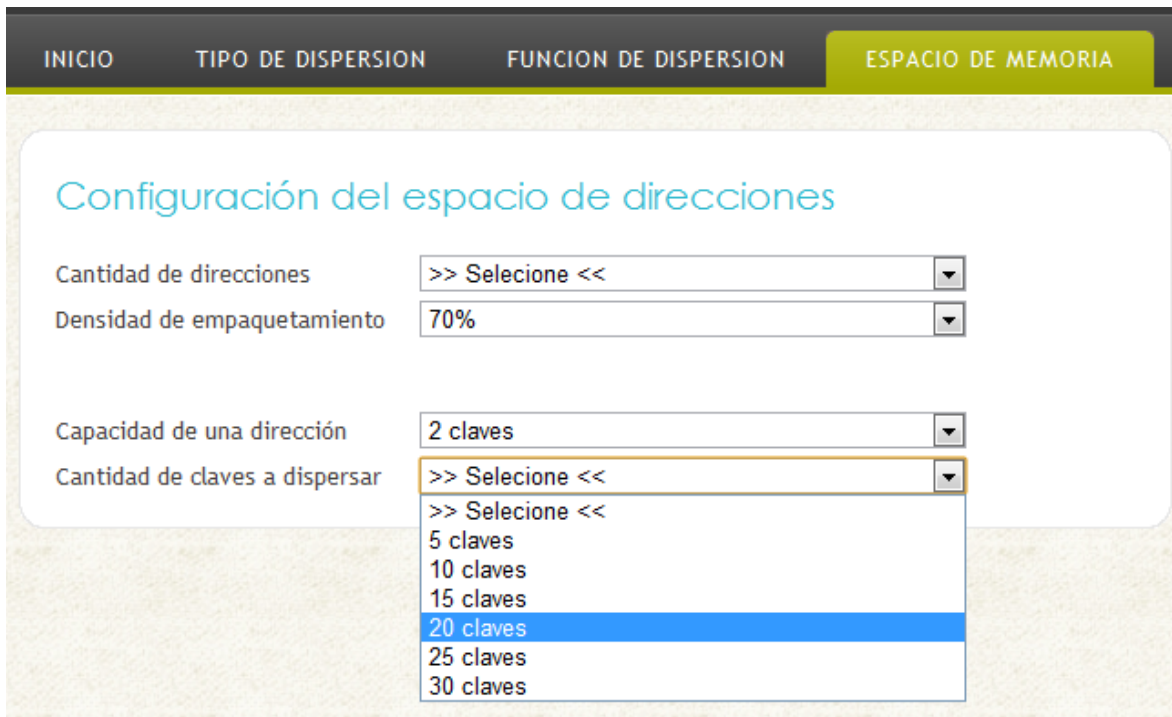 INICIO TIPO DE DISPERSION FUNCION DE DISPERSION ESPACIO DE MEMORIA
Configuración del espacio de direcciones
Cantidad de direcciones >> Selecione <<
Densidad de empaquetamiento 70%
Capacidad de una dirección 2 claves
Cantidad de claves a dispersar >> Selecione <<
>> Selecione <<
5 claves
10 claves
15 claves
20 claves
25 claves
30 claves